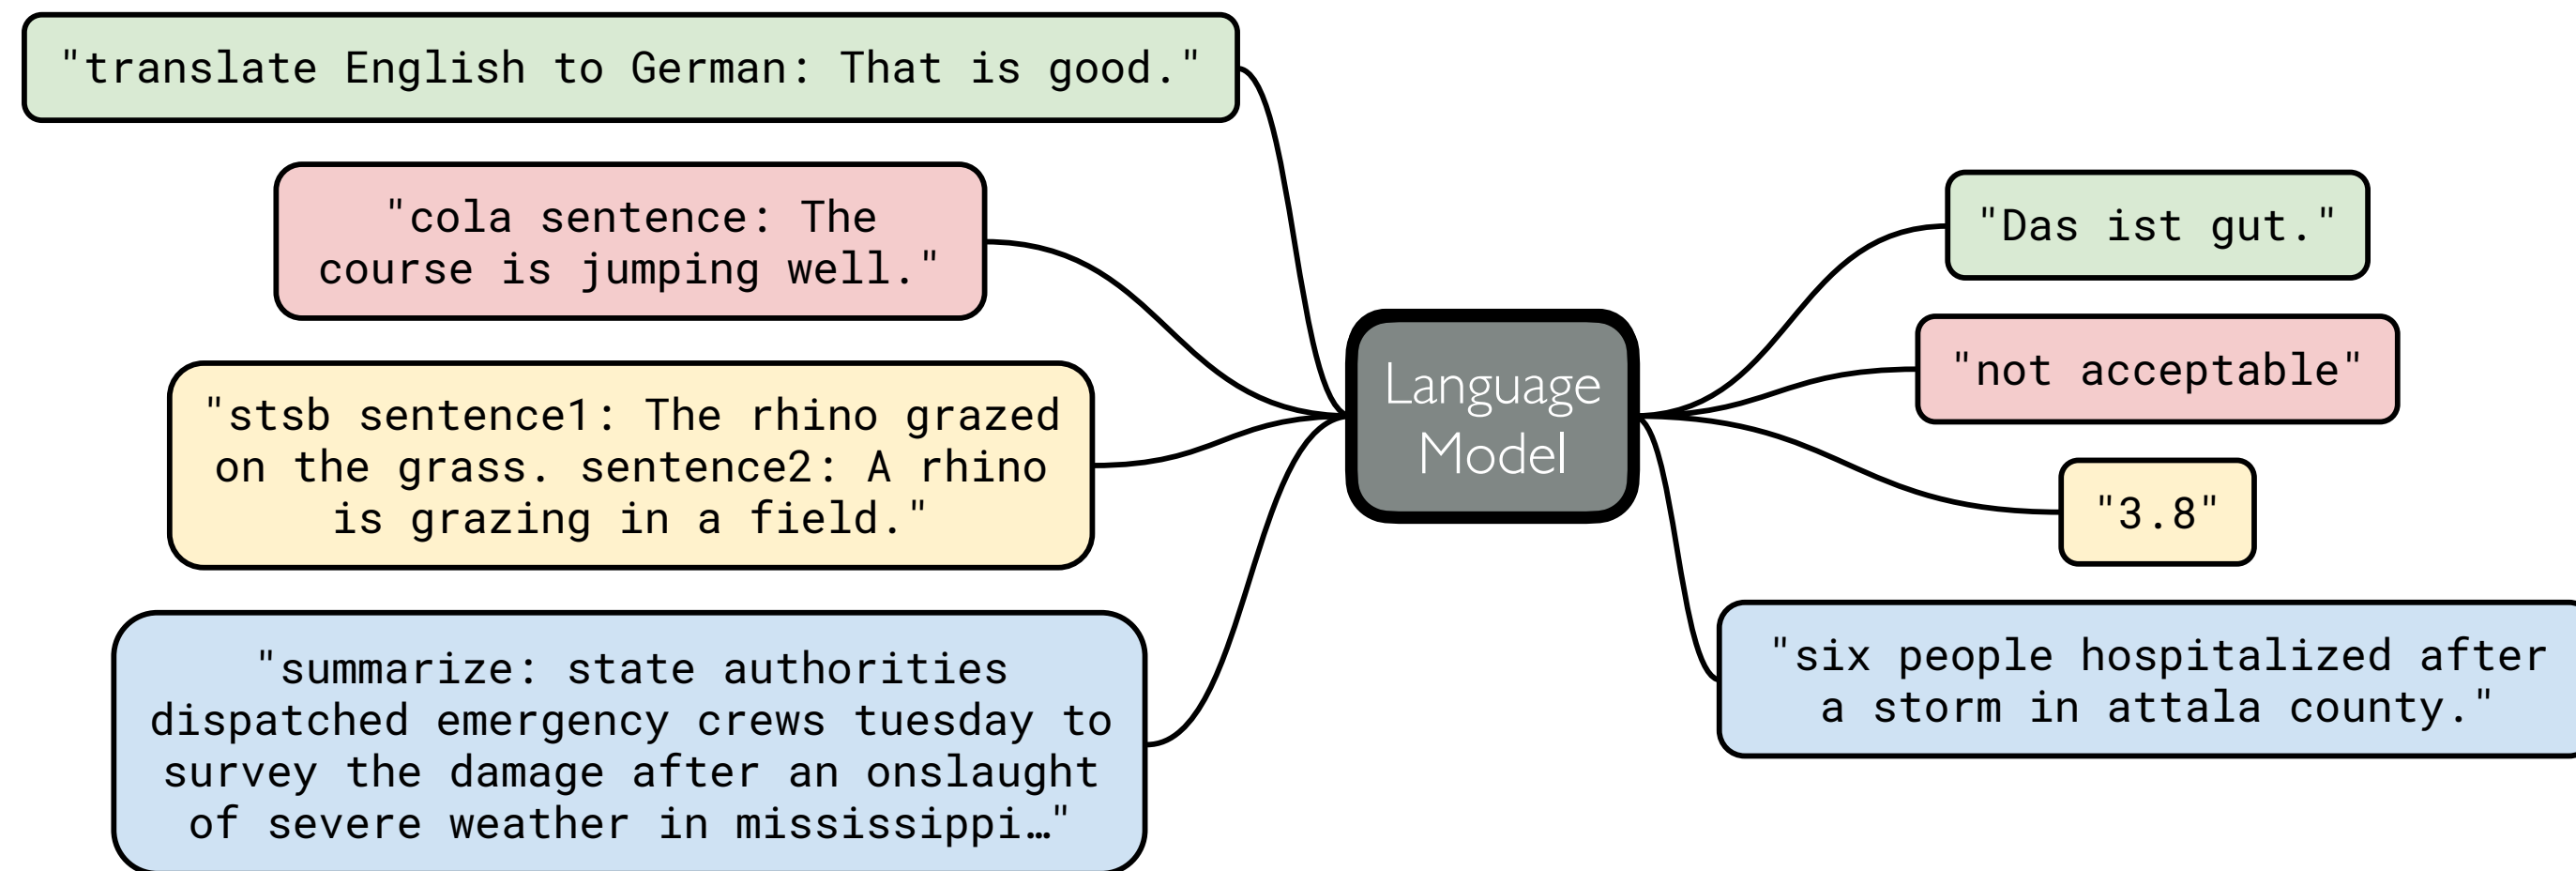 "translate English to German: That is good."
"cola sentence: The
course is jumping well."
"stsb sentence1: The rhino grazed
on the grass. sentence2: A rhino
is grazing in a field."
"summarize: state authorities
dispatched emergency crews tuesday to
survey the damage after an onslaught
of severe weather in mississippi…"
Language
Model
"Das ist gut."
"not acceptable"
"3.8"
"six people hospitalized after
a storm in attala county."